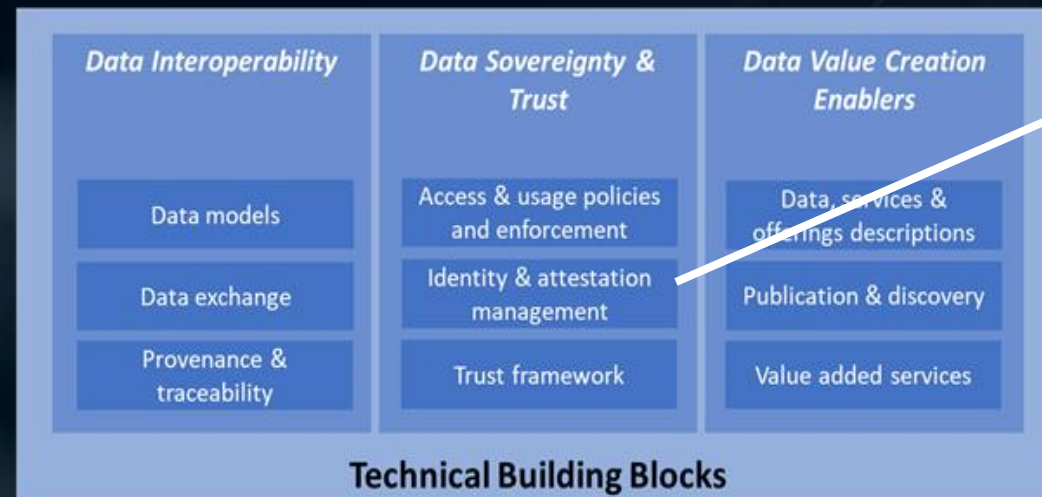 Data Interoperability
Data models
Data exchange
Provenance &
traceability
Data Sovereignty &
Trust
Access & usage policies
and enforcement
Identity & attestation
management
Trust framework
Data Value Creation
Enablers
Data, services &
offerings descriptions
Publication & discovery
Value added services
Technical Building Blocks